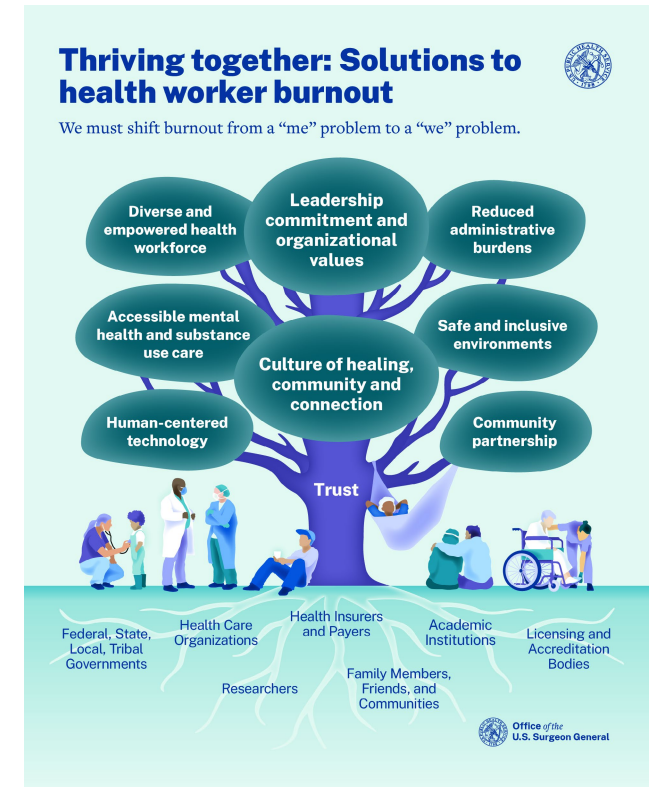 Thriving together: Solutions to
health worker burnout
We must shift burnout from a “me” problem to a “we” problem.
Diverse and
empowered health
workforce
Leadership
commitment and
organizational
values
Reduced
administrative
burdens
Accessible mental
health and substance
use care
Culture of healing,
community and
connection
Safe and inclusive
environments
Human-centered
technology
Community
partnership
Trust
Federal, State,
Local, Tribal
Governments
Health Care
Organizations
Health Insurers
and Payers
Academic
Institutions
Licensing and
Accreditation
Bodies
Researchers
Family Members,
Friends, and
Communities
Office of the
U.S. Surgeon General